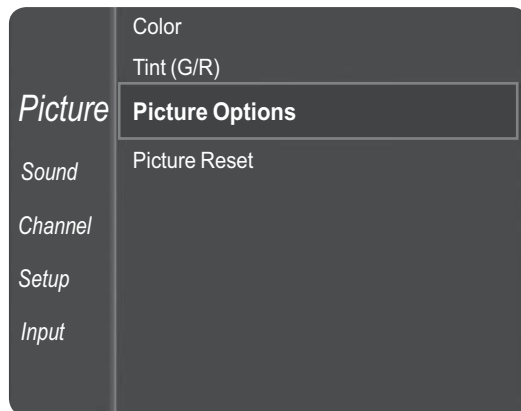 Color
Tint (G/R)
Picture
Picture Options
Sound
Picture Reset
Channel
Setup
Input